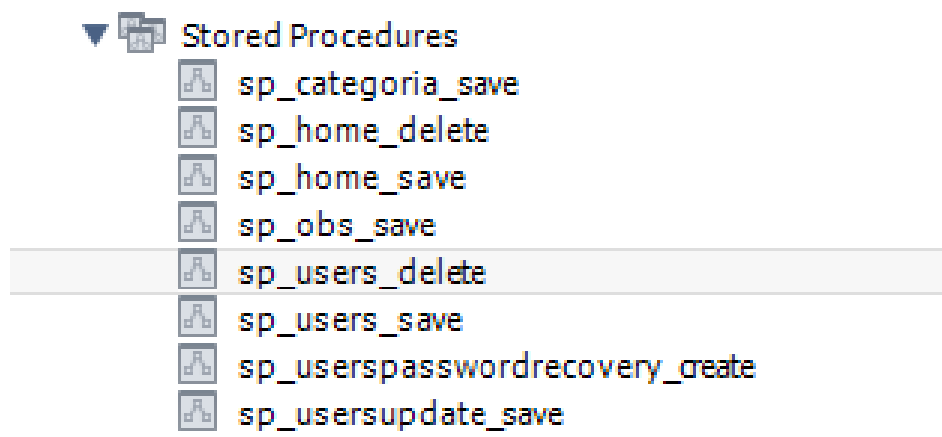 Stored Procedures
sp_categoria_save
sp_home_delete
sp_home_save
sp_obs_save
sp_users_delete
sp_users_save
sp_userspasswordrecovery_create
sp_usersupdate_save